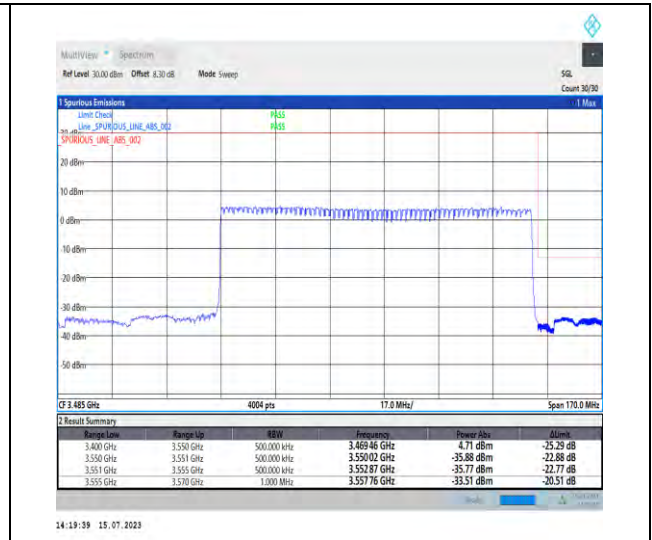 MultiView Spectrum
Ref Level 30.00 dBm Offset 8.30 dB Mode Sweep SGL
Count 30/30
1 Spurious Emissions 1 Max
Limit Check PASS
Line _SPURIOUS_LINE_ABS_002 PASS
30 dBm
_SPURIOUS_LINE_ABS_002
20 dBm
10 dBm
0 dBm
-10 dBm
-20 dBm
-30 dBm
-40 dBm
-50 dBm
CF 3.485 GHz 4004 pts 17.0 MHz/ Span 170.0 MHz
2 Result Summary
Range Low Range Up RBW Frequency Power Abs ΔLimit
3.400 GHz 3.550 GHz 500.000 kHz 3.46946 GHz 4.71 dBm -25.29 dB
3.550 GHz 3.551 GHz 500.000 kHz 3.55002 GHz -35.88 dBm -22.88 dB
3.551 GHz 3.555 GHz 500.000 kHz 3.55287 GHz -35.77 dBm -22.77 dB
3.555 GHz 3.570 GHz 1.000 MHz 3.55776 GHz -33.51 dBm -20.51 dB
14:19:39 15.07.2023